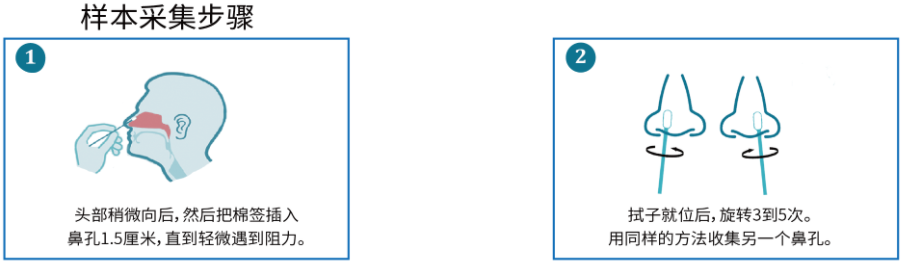 样本采集步骤
1
头部稍微向后，然后把棉签插入
鼻孔1.5厘米，直到轻微遇到阻力。
2
拭子就位后，旋转3到5次。
用同样的方法收集另一个鼻孔。